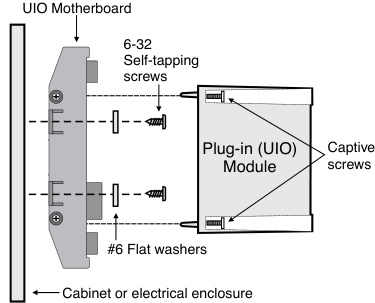 UIO Motherboard
6-32
Self-tapping
screws
Plug-in (UIO)
Module
Captive
screws
#6 Flat washers
Cabinet or electrical enclosure